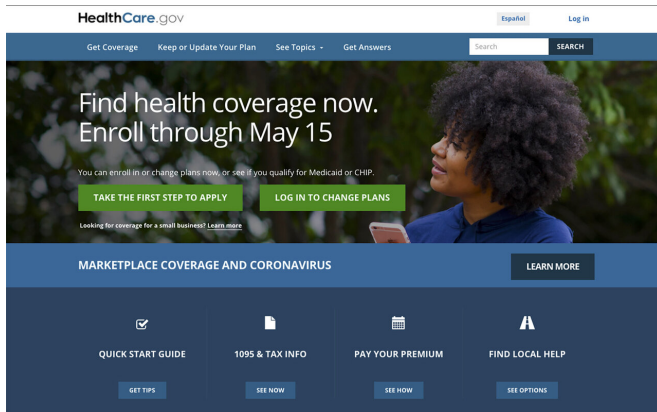 HealthCare.gov
Español
Log in
Get Coverage
Keep or Update Your Plan
See Topics
Get Answers
Search
SEARCH
Find health coverage now.
Enroll through May 15
You can enroll in or change plans now, or see if you qualify for Medicaid or CHIP.
TAKE THE FIRST STEP TO APPLY
LOG IN TO CHANGE PLANS
Looking for coverage for a small business? Learn more
MARKETPLACE COVERAGE AND CORONAVIRUS
LEARN MORE
QUICK START GUIDE
1095 & TAX INFO
PAY YOUR PREMIUM
FIND LOCAL HELP
GET TIPS
SEE NOW
SEE HOW
SEE OPTIONS